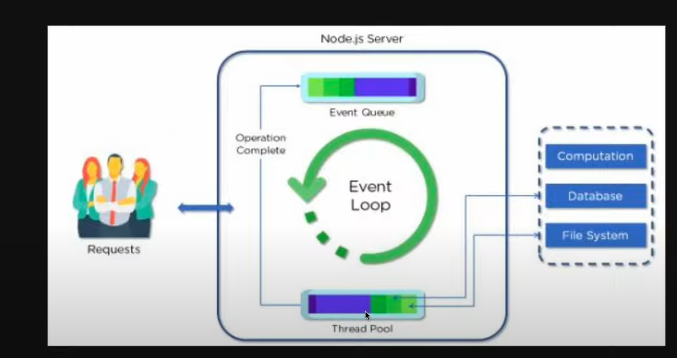 Node.js Server
Event Queue
Operation
Complete
Event
Loop
Requests
Computation
Database
File System
Thread Pool